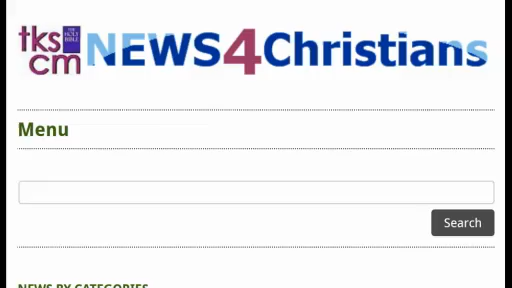 tks
THE HOLY BIBLE
cm
NEWS4Christians
Menu
Search
NEWS BY CATEGORIES